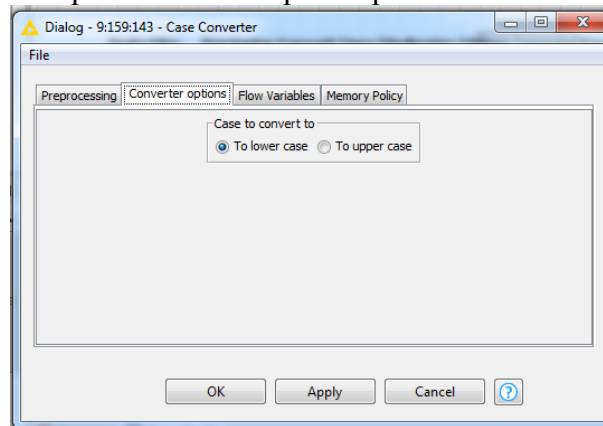 Dialog - 9:159:143 - Case Converter
File
Preprocessing Converter options Flow Variables Memory Policy
Case to convert to
To lower case To upper case
OK Apply Cancel ?